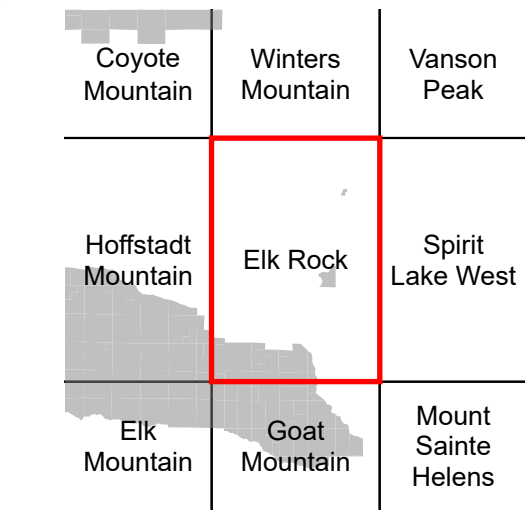 Coyote
Mountain
Winters
Mountain
Vanson
Peak
Hoffstadt
Mountain
Elk Rock
Spirit
Lake West
Elk
Mountain
Goat
Mountain
Mount
Sainte
Helens